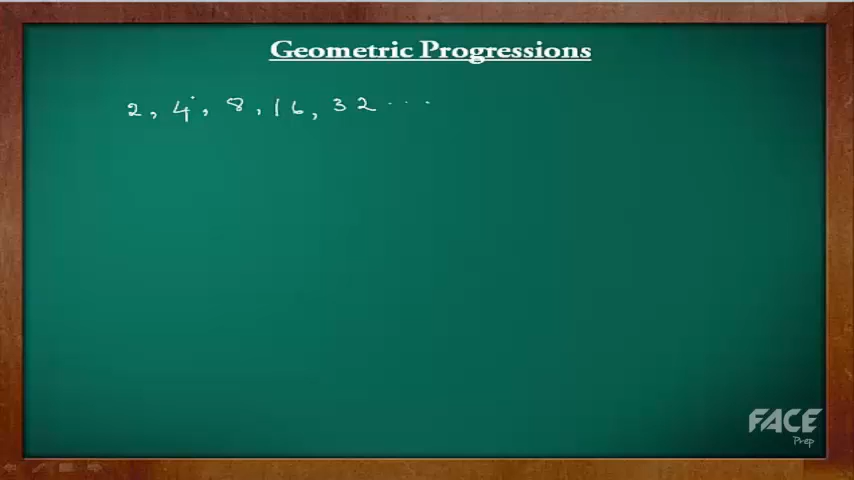 Geometric Progressions
2, 4, 8, 16, 32 ...
FACE
Prep